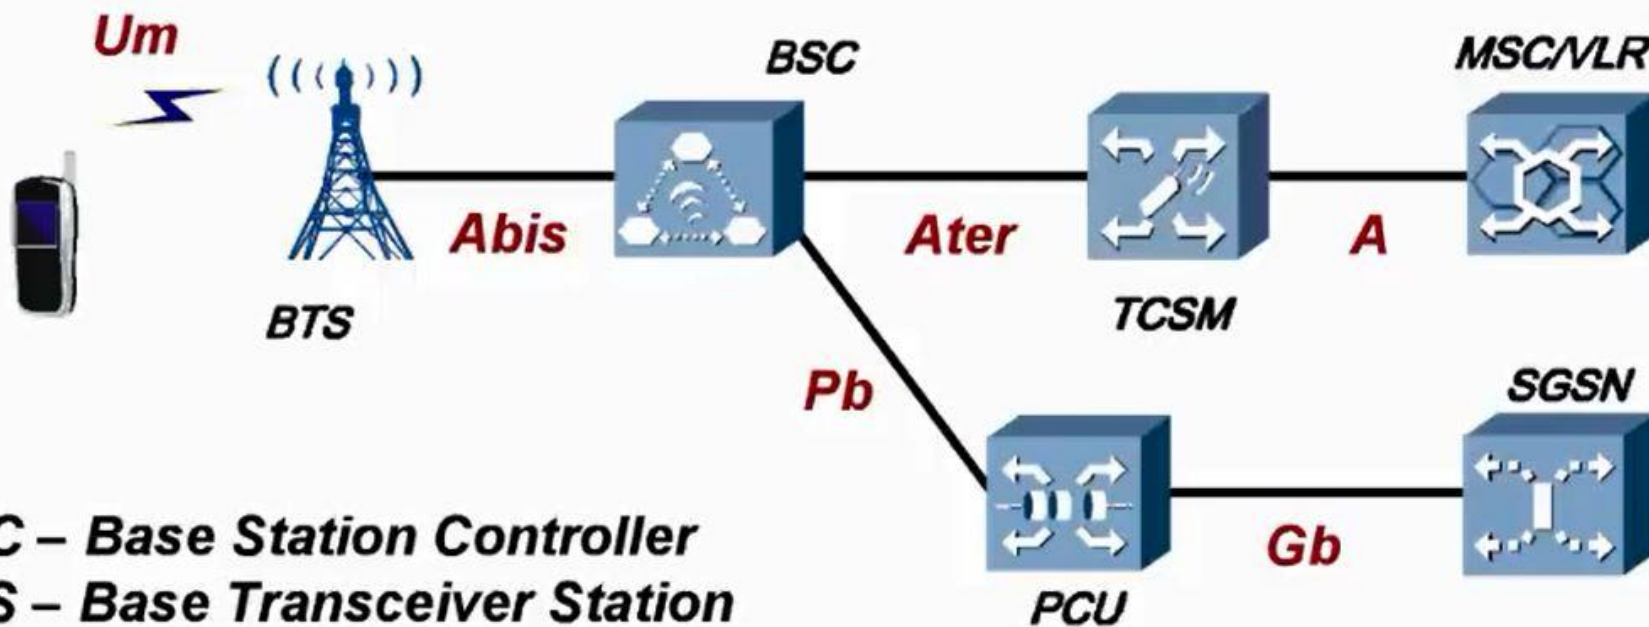 Um
BSC
MSC/VLR
Abis
Ater
A
BTS
TCSM
Pb
SGSN
C – Base Station Controller
Gb
S – Base Transceiver Station
PCU